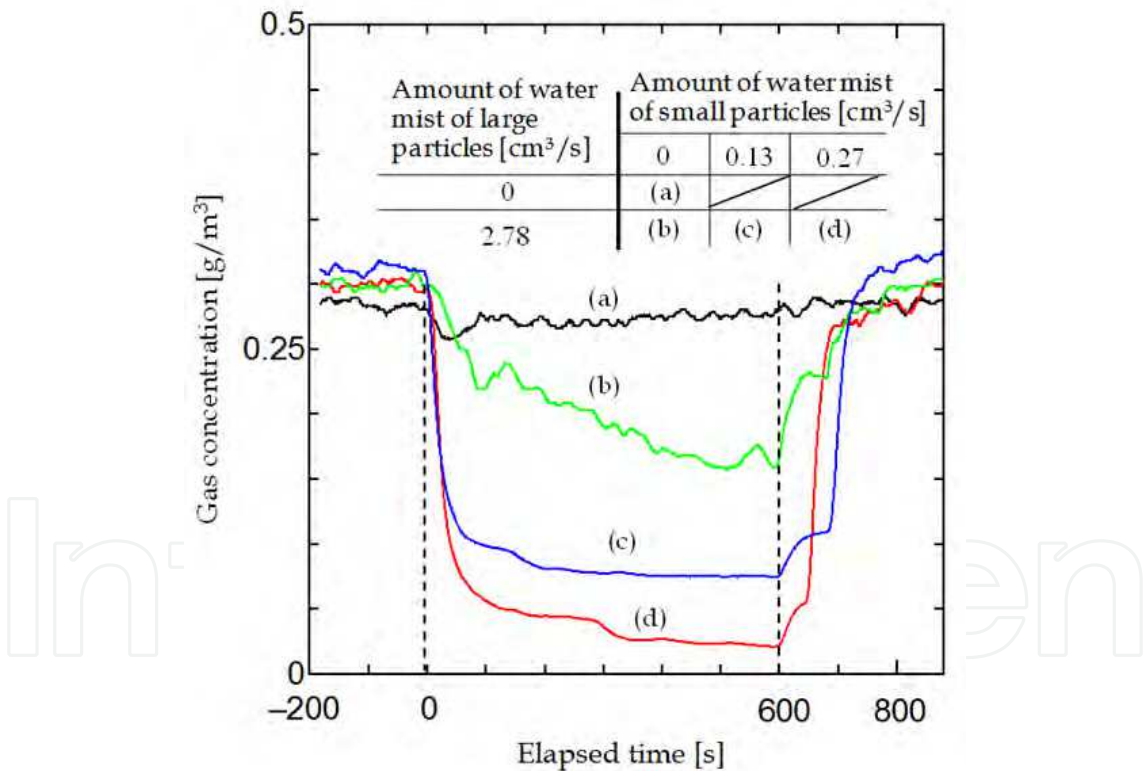 0.5
Amount of water
mist of large
particles [cm³/s]
Amount of water mist
of small particles [cm³/s]
0 0.13 0.27
0 (a)
2.78 (b) (c) (d)
Gas concentration [g/m³]
(a)
0.25
(b)
(c)
(d)
0
−200 0 600 800
Elapsed time [s]